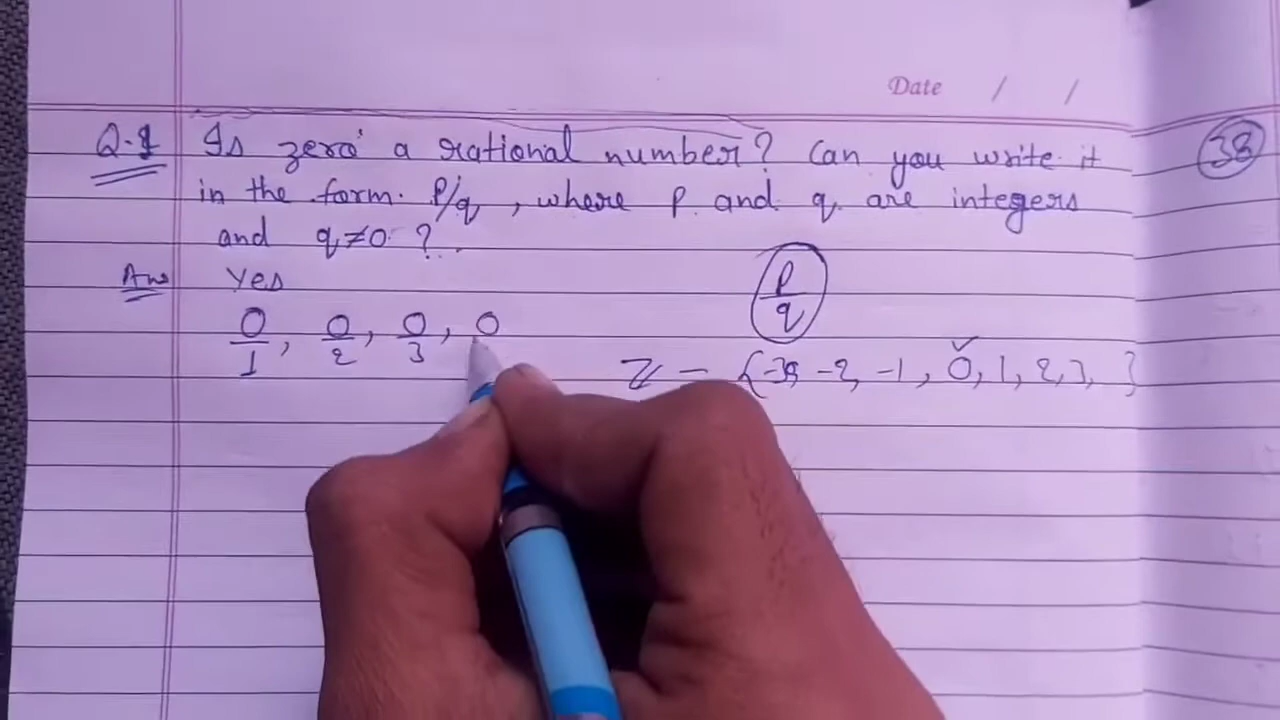 Date / /
Q-1 Is zero a rational number? Can you write it
38
in the form. P/q, where p and q are integers
and q≠0 ?
Ans Yes
p/q
0/1, 0/2, 0/3, 0
Z - {-3, -2, -1, 0, 1, 2, 3, }